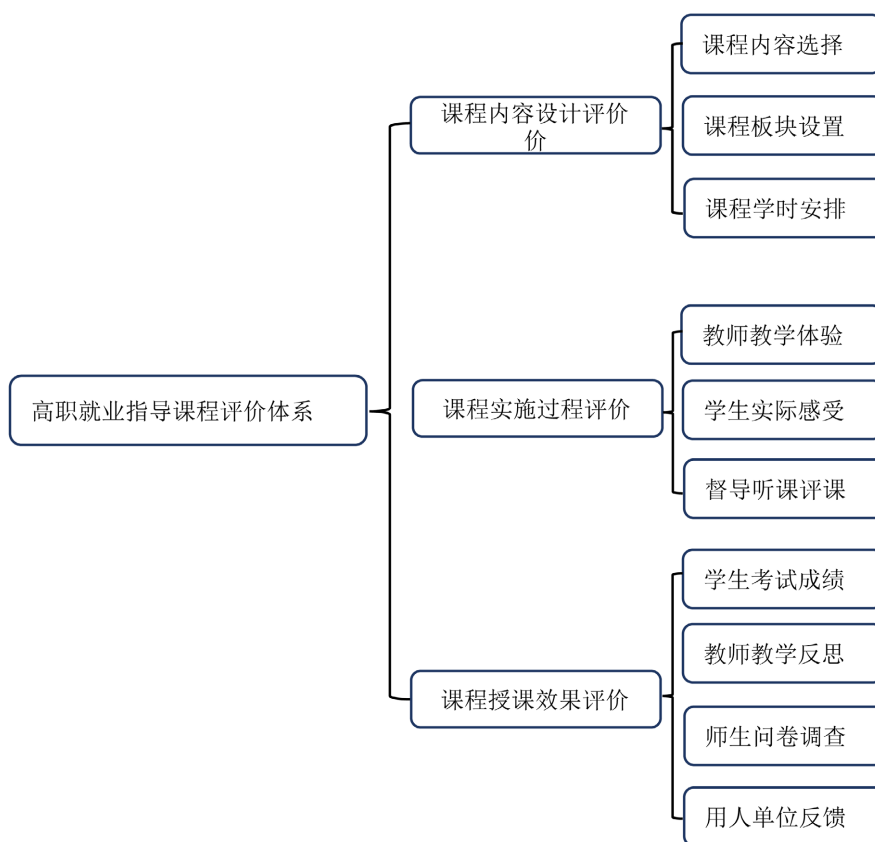 高职就业指导课程评价体系
课程内容设计评价
价
课程内容选择
课程板块设置
课程学时安排
课程实施过程评价
教师教学体验
学生实际感受
督导听课评课
课程授课效果评价
学生考试成绩
教师教学反思
师生问卷调查
用人单位反馈